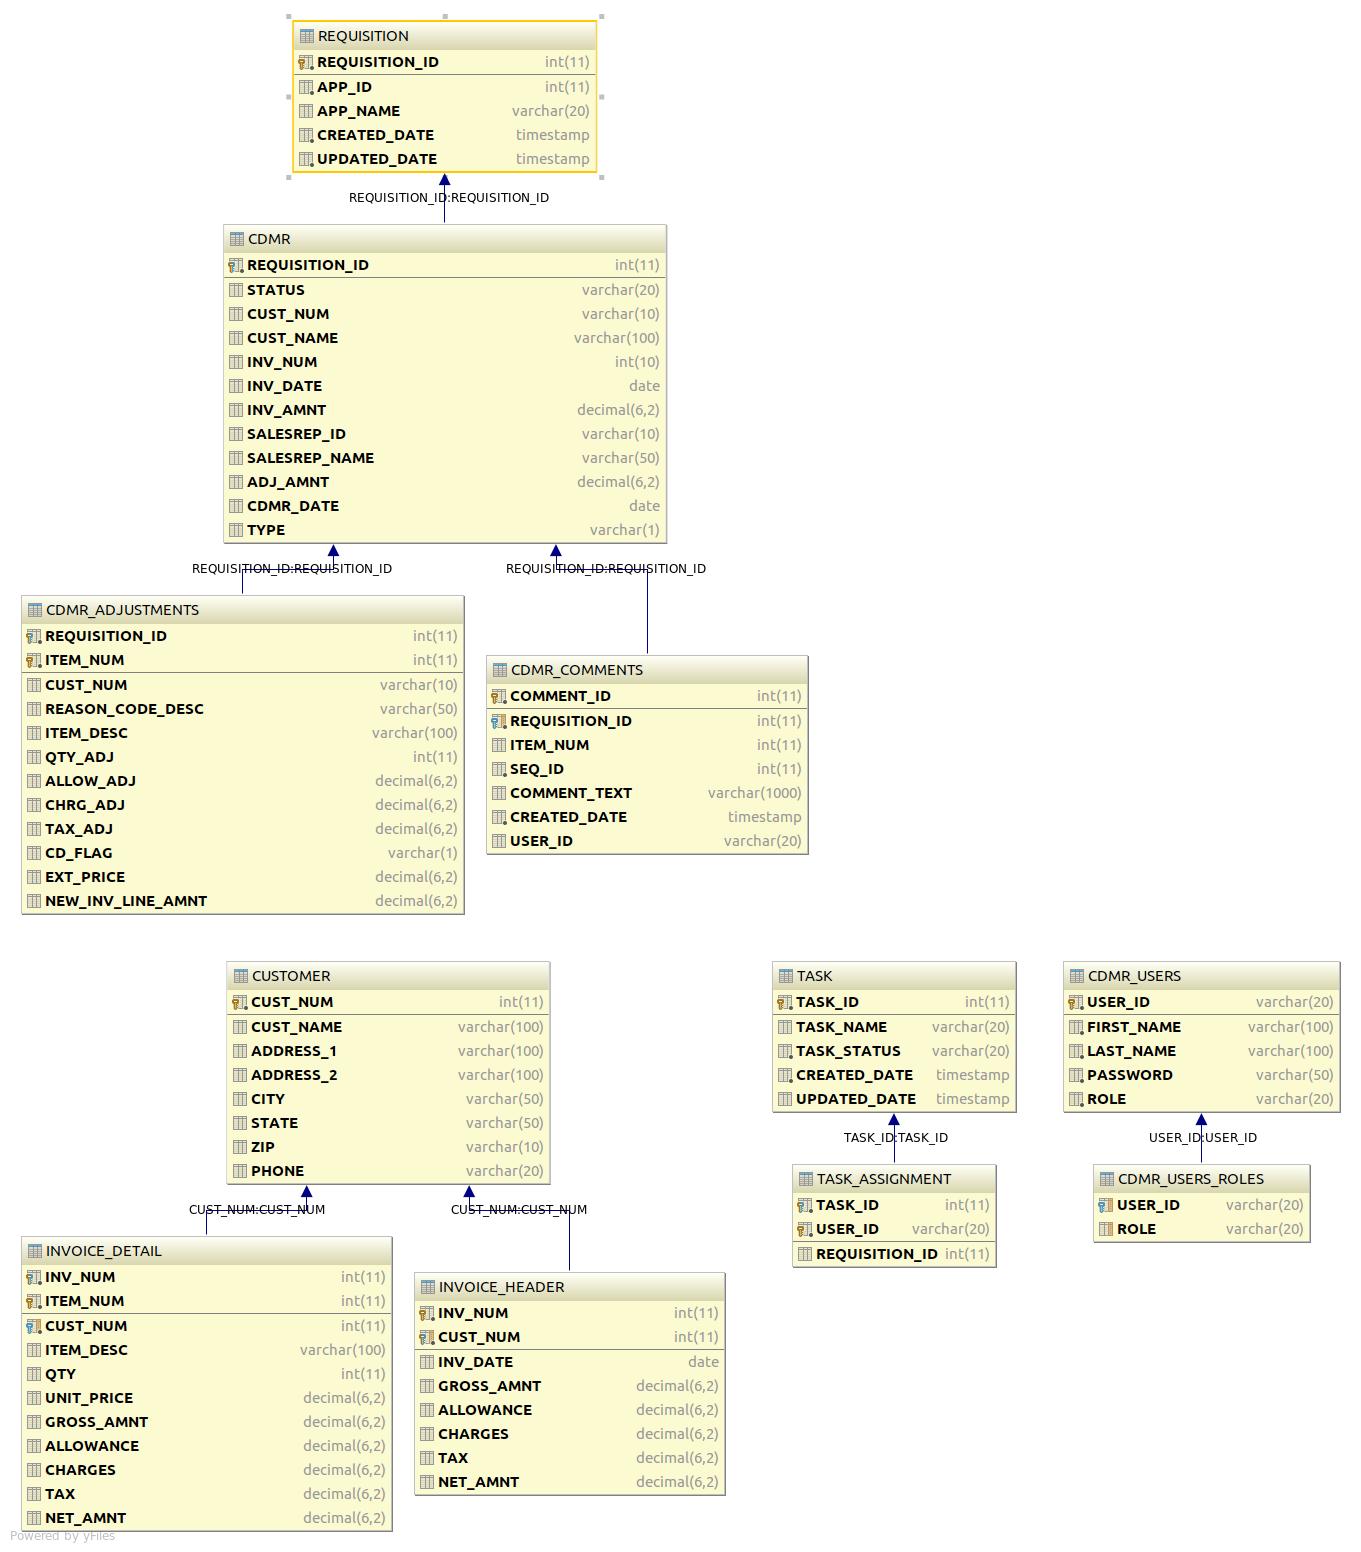 REQUISITION
REQUISITION_ID int(11)
APP_ID int(11)
APP_NAME varchar(20)
CREATED_DATE timestamp
UPDATED_DATE timestamp
REQUISITION_ID:REQUISITION_ID
CDMR
REQUISITION_ID int(11)
STATUS varchar(20)
CUST_NUM varchar(10)
CUST_NAME varchar(100)
INV_NUM int(10)
INV_DATE date
INV_AMNT decimal(6,2)
SALESREP_ID varchar(10)
SALESREP_NAME varchar(50)
ADJ_AMNT decimal(6,2)
CDMR_DATE date
TYPE varchar(1)
REQUISITION_ID:REQUISITION_ID
REQUISITION_ID:REQUISITION_ID
CDMR_ADJUSTMENTS
REQUISITION_ID int(11)
ITEM_NUM int(11)
CUST_NUM varchar(10)
REASON_CODE_DESC varchar(50)
ITEM_DESC varchar(100)
QTY_ADJ int(11)
ALLOW_ADJ decimal(6,2)
CHRG_ADJ decimal(6,2)
TAX_ADJ decimal(6,2)
CD_FLAG varchar(1)
EXT_PRICE decimal(6,2)
NEW_INV_LINE_AMNT decimal(6,2)
CDMR_COMMENTS
COMMENT_ID int(11)
REQUISITION_ID int(11)
ITEM_NUM int(11)
SEQ_ID int(11)
COMMENT_TEXT varchar(1000)
CREATED_DATE timestamp
USER_ID varchar(20)
CUSTOMER
CUST_NUM int(11)
CUST_NAME varchar(100)
ADDRESS_1 varchar(100)
ADDRESS_2 varchar(100)
CITY varchar(50)
STATE varchar(50)
ZIP varchar(10)
PHONE varchar(20)
CUST_NUM:CUST_NUM
CUST_NUM:CUST_NUM
INVOICE_DETAIL
INV_NUM int(11)
ITEM_NUM int(11)
CUST_NUM int(11)
ITEM_DESC varchar(100)
QTY int(11)
UNIT_PRICE decimal(6,2)
GROSS_AMNT decimal(6,2)
ALLOWANCE decimal(6,2)
CHARGES decimal(6,2)
TAX decimal(6,2)
NET_AMNT decimal(6,2)
INVOICE_HEADER
INV_NUM int(11)
CUST_NUM int(11)
INV_DATE date
GROSS_AMNT decimal(6,2)
ALLOWANCE decimal(6,2)
CHARGES decimal(6,2)
TAX decimal(6,2)
NET_AMNT decimal(6,2)
TASK
TASK_ID int(11)
TASK_NAME varchar(20)
TASK_STATUS varchar(20)
CREATED_DATE timestamp
UPDATED_DATE timestamp
TASK_ID:TASK_ID
TASK_ASSIGNMENT
TASK_ID int(11)
USER_ID varchar(20)
REQUISITION_ID int(11)
CDMR_USERS
USER_ID varchar(20)
FIRST_NAME varchar(100)
LAST_NAME varchar(100)
PASSWORD varchar(50)
ROLE varchar(20)
USER_ID:USER_ID
CDMR_USERS_ROLES
USER_ID varchar(20)
ROLE varchar(20)
Powered by yFiles